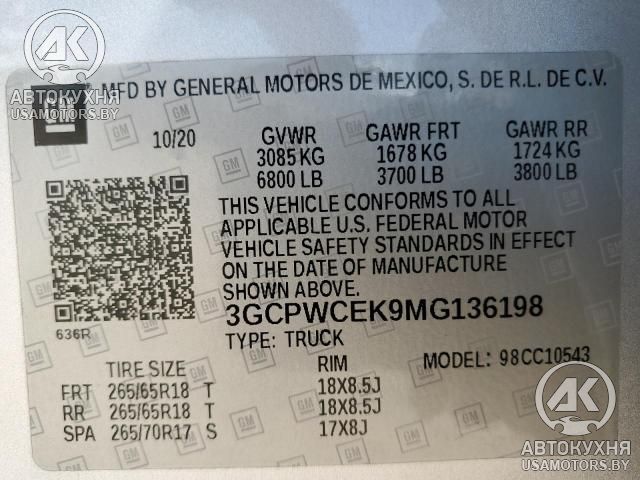 АВТОКУХНЯ
USAMOTORS.BY
GM
MFD BY GENERAL MOTORS DE MEXICO, S. DE R.L. DE C.V.
10/20 GVWR GAWR FRT GAWR RR
3085 KG 1678 KG 1724 KG
6800 LB 3700 LB 3800 LB
THIS VEHICLE CONFORMS TO ALL
APPLICABLE U.S. FEDERAL MOTOR
VEHICLE SAFETY STANDARDS IN EFFECT
ON THE DATE OF MANUFACTURE
SHOWN ABOVE.
3GCPWCEK9MG136198
636R
TYPE: TRUCK
MODEL: 98CC10543
TIRE SIZE RIM
FRT 265/65R18 T 18X8.5J
RR 265/65R18 T 18X8.5J
SPA 265/70R17 S 17X8J
АК
АВТОКУХНЯ
USAMOTORS.BY